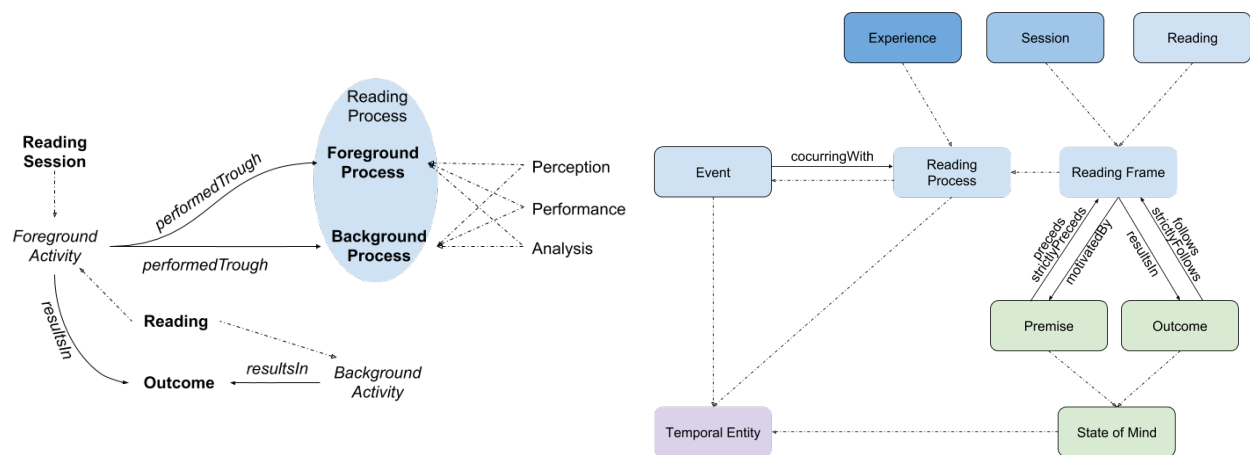 Reading
Session
Foreground
Activity
performedTrough
performedTrough
resultsIn
Reading
Outcome
resultsIn
Background
Activity
Reading
Process
Foreground
Process
Background
Process
Perception
Performance
Analysis
Experience
Session
Reading
Event
cocurringWith
Reading
Process
Reading Frame
preceds
strictlyPreceds
motivatedBy
resultsIn
follows
strictlyFollows
Premise
Outcome
Temporal Entity
State of Mind